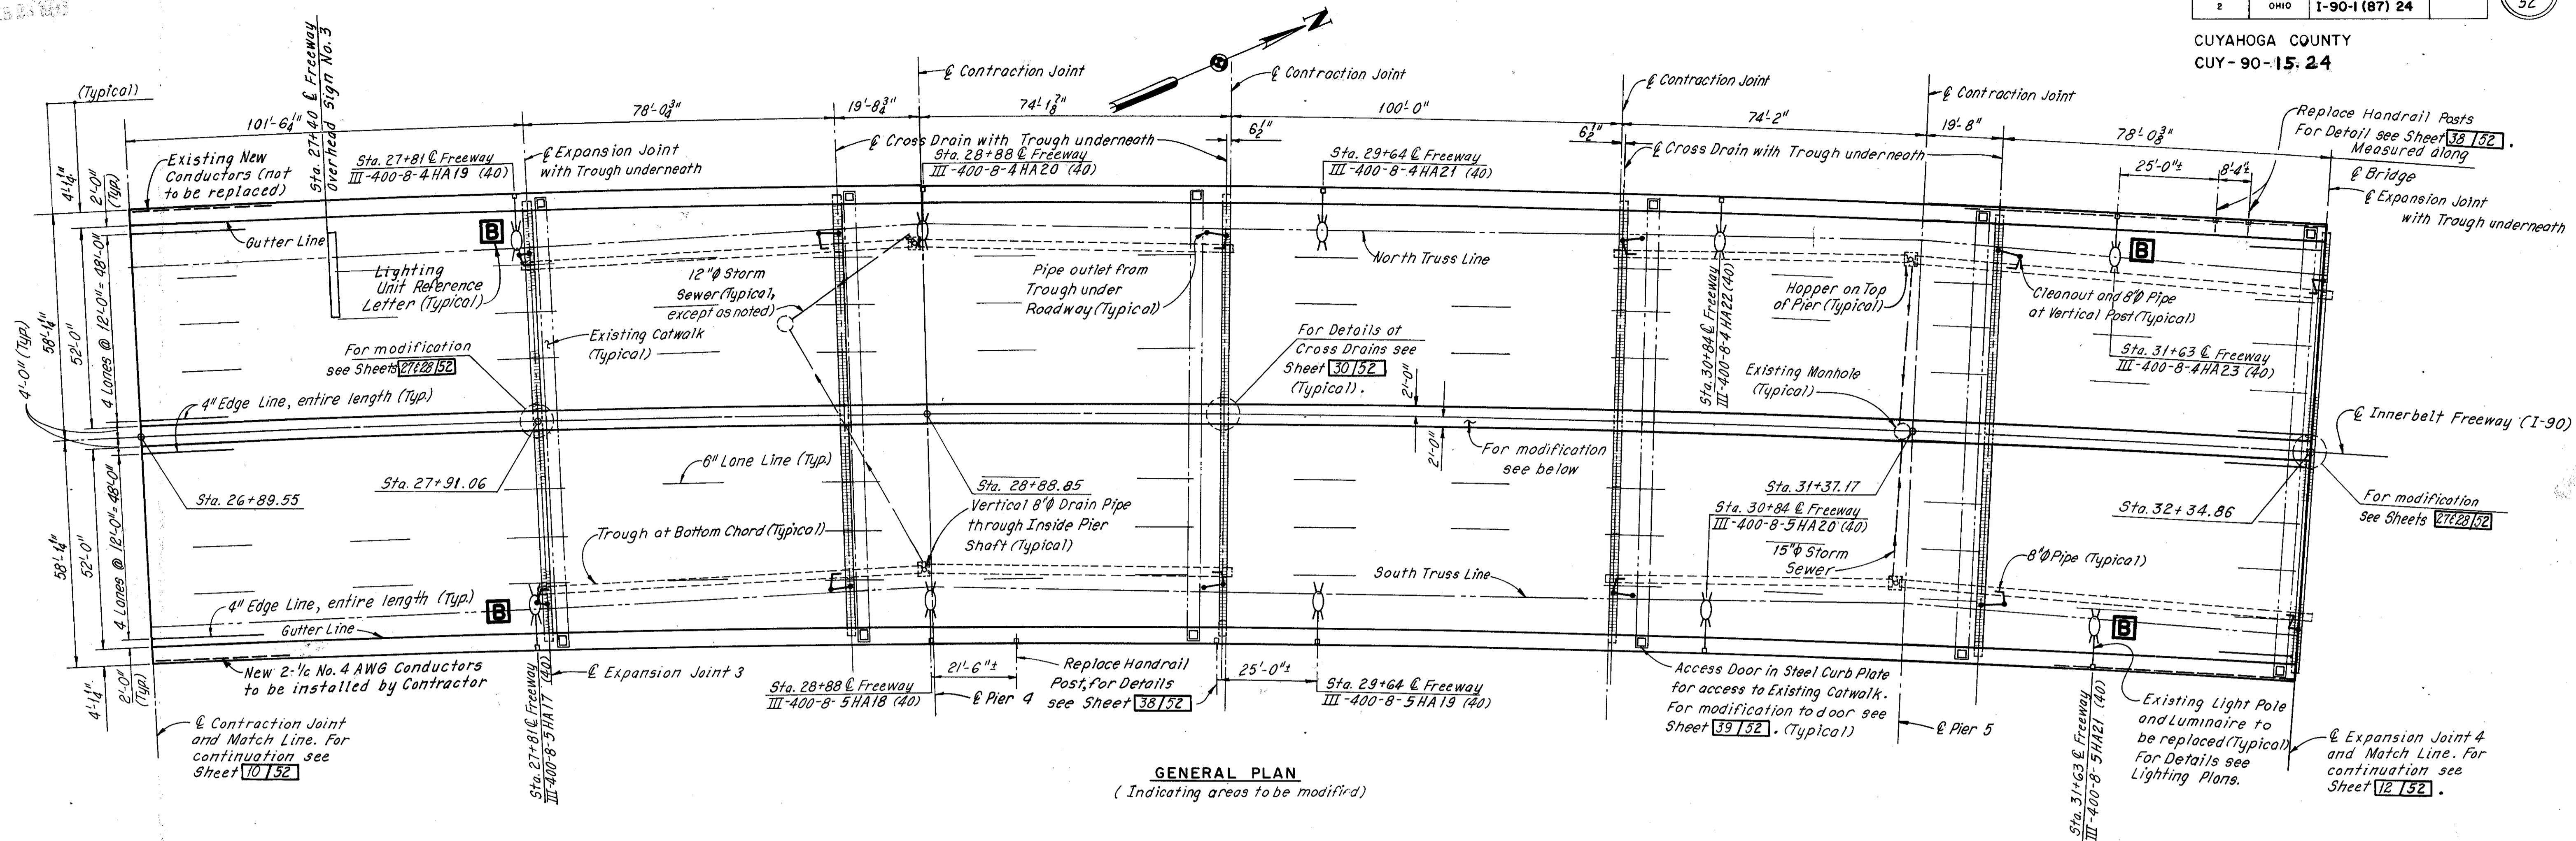 2 OHIO I-90-1 (87) 24
52
CUYAHOGA COUNTY
CUY-90-15.24
N
(Typical)
Sta. 27+40 ℄ Freeway
Overhead Sign No. 3
℄ Contraction Joint
℄ Contraction Joint
℄ Contraction Joint
℄ Contraction Joint
101'-6¼"
78'-0¾"
19'-8¾"
74'-1⅞"
6½"
100'-0"
6½"
74'-2"
19'-8"
78'-0⅜"
Replace Handrail Posts
For Detail see Sheet 38/52.
Measured along
℄ Bridge
25'-0"±
8'-4"±
℄ Expansion Joint
with Trough underneath
Existing New
Conductors (not
to be replaced)
Sta. 27+81 ℄ Freeway
III-400-8-4HA19 (40)
℄ Expansion Joint
with Trough underneath
℄ Cross Drain with Trough underneath
Sta. 28+88 ℄ Freeway
III-400-8-4HA20 (40)
Sta. 29+64 ℄ Freeway
III-400-8-4HA21 (40)
℄ Cross Drain with Trough underneath
4'-1¼"
2'-0"
(Typ.)
Gutter Line
B
Lighting
Unit Reference
Letter (Typical)
12"ϕ Storm
Sewer (Typical,
except as noted)
Pipe outlet from
Trough under
Roadway (Typical)
North Truss Line
Sta. 30+84 ℄ Freeway
III-400-8-4HA22 (40)
Hopper on Top
of Pier (Typical)
B
Cleanout and 8"ϕ Pipe
at Vertical Post (Typical)
Sta. 31+63 ℄ Freeway
III-400-8-4HA23 (40)
Existing Catwalk
(Typical)
For Details at
Cross Drains see
Sheet 30/52
(Typical).
Existing Manhole
(Typical)
4'-0" (Typ.)
58'-1¼"
52'-0"
4 Lanes @ 12'-0" = 48'-0"
For modification
see Sheets 27&28/52
4" Edge Line, entire length (Typ.)
2'-0"
2'-0"
For modification
see below
℄ Innerbelt Freeway (I-90)
6" Lane Line (Typ.)
Sta. 26+89.55
Sta. 27+91.06
Sta. 28+88.85
Vertical 8"ϕ Drain Pipe
through Inside Pier
Shaft (Typical)
Sta. 31+37.17
Sta. 30+84 ℄ Freeway
III-400-8-5HA20 (40)
15"ϕ Storm
Sewer
Sta. 32+34.86
For modification
see Sheets 27&28/52
Trough at Bottom Chord (Typical)
South Truss Line
8"ϕ Pipe (Typical)
58'-1¼"
52'-0"
4 Lanes @ 12'-0" = 48'-0"
4" Edge Line, entire length (Typ.)
Gutter Line
B
B
4'-1¼"
2'-0"
(Typ.)
New 2-1/c No. 4 AWG Conductors
to be installed by Contractor
℄ Contraction Joint
and Match Line. For
continuation see
Sheet 10/52
Sta. 27+81 ℄ Freeway
III-400-8-5HA17 (40)
℄ Expansion Joint 3
Sta. 28+88 ℄ Freeway
III-400-8-5HA18 (40)
21'-6"±
℄ Pier 4
Replace Handrail
Post, for Details
see Sheet 38/52
25'-0"±
Sta. 29+64 ℄ Freeway
III-400-8-5HA19 (40)
Access Door in Steel Curb Plate
for access to Existing Catwalk.
For modification to door see
Sheet 39/52. (Typical)
℄ Pier 5
Sta. 31+63 ℄ Freeway
III-400-8-5HA21 (40)
Existing Light Pole
and Luminaire to
be replaced (Typical)
For Details see
Lighting Plans.
℄ Expansion Joint 4
and Match Line. For
continuation see
Sheet 12/52.
GENERAL PLAN
(Indicating areas to be modified)